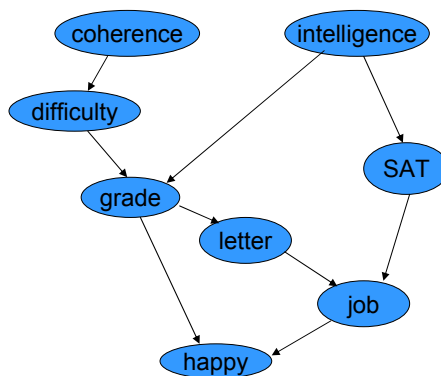 coherence
intelligence
difficulty
SAT
grade
letter
job
happy